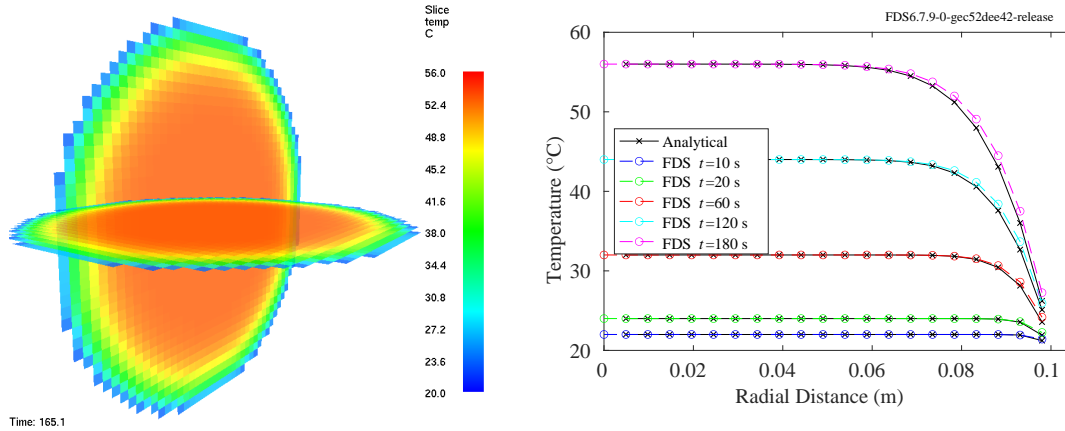 Slice
temp
C
56.0
52.4
48.8
45.2
41.6
38.0
34.4
30.8
27.2
23.6
20.0
Time: 165.1
FDS6.7.9-0-gec52dee42-release
60
50
40
30
20
Temperature (°C)
Analytical
FDS t=10 s
FDS t=20 s
FDS t=60 s
FDS t=120 s
FDS t=180 s
0 0.02 0.04 0.06 0.08 0.1
Radial Distance (m)